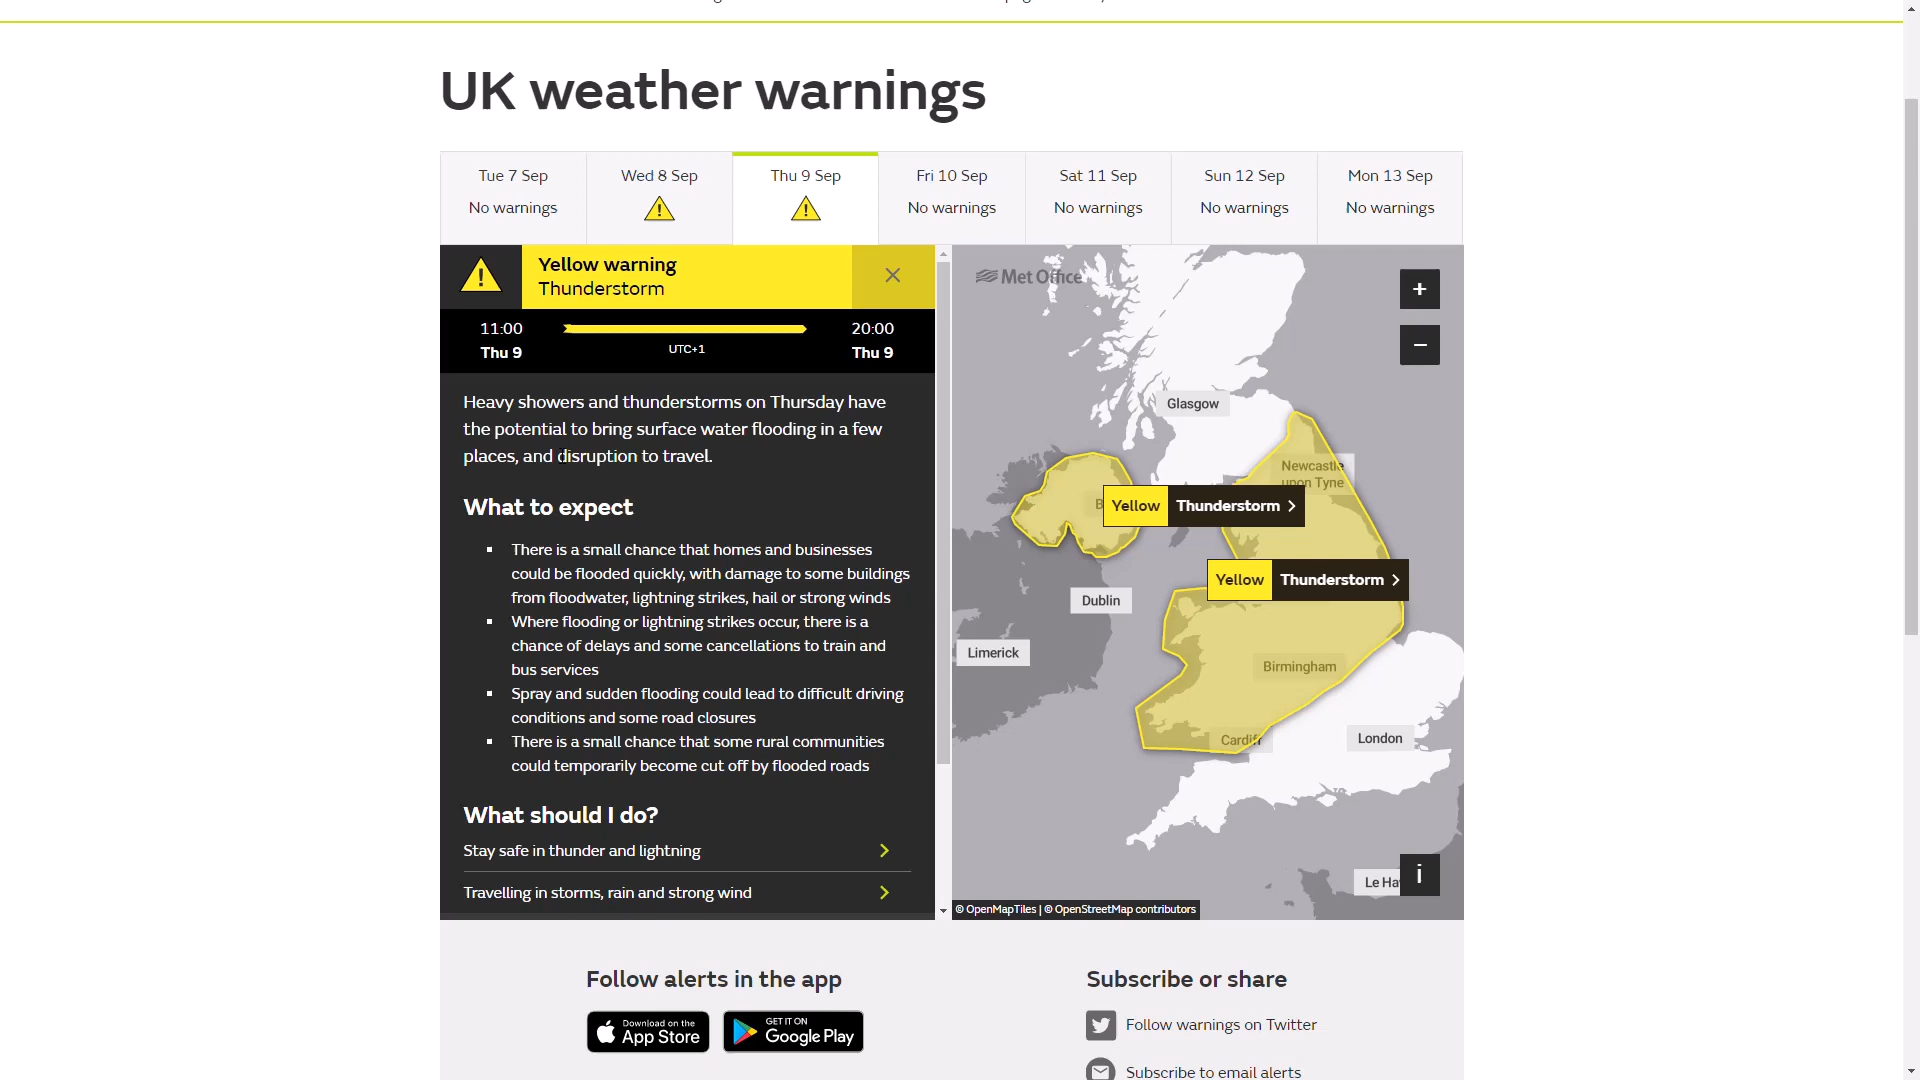 UK weather warnings
Tue 7 Sep
No warnings
Wed 8 Sep
Thu 9 Sep
Fri 10 Sep
No warnings
Sat 11 Sep
No warnings
Sun 12 Sep
No warnings
Mon 13 Sep
No warnings
Yellow warning
Thunderstorm
11:00
Thu 9
UTC+1
20:00
Thu 9
Heavy showers and thunderstorms on Thursday have
the potential to bring surface water flooding in a few
places, and disruption to travel.
What to expect
There is a small chance that homes and businesses
could be flooded quickly, with damage to some buildings
from floodwater, lightning strikes, hail or strong winds
Where flooding or lightning strikes occur, there is a
chance of delays and some cancellations to train and
bus services
Spray and sudden flooding could lead to difficult driving
conditions and some road closures
There is a small chance that some rural communities
could temporarily become cut off by flooded roads
What should I do?
Stay safe in thunder and lightning
Travelling in storms, rain and strong wind
Met Office
+
−
Glasgow
Newcastle
upon Tyne
Yellow Thunderstorm
Yellow Thunderstorm
Dublin
Limerick
Birmingham
Cardiff
London
Le Ha
i
© OpenMapTiles | © OpenStreetMap contributors
Follow alerts in the app
Download on the
App Store
GET IT ON
Google Play
Subscribe or share
Follow warnings on Twitter
Subscribe to email alerts